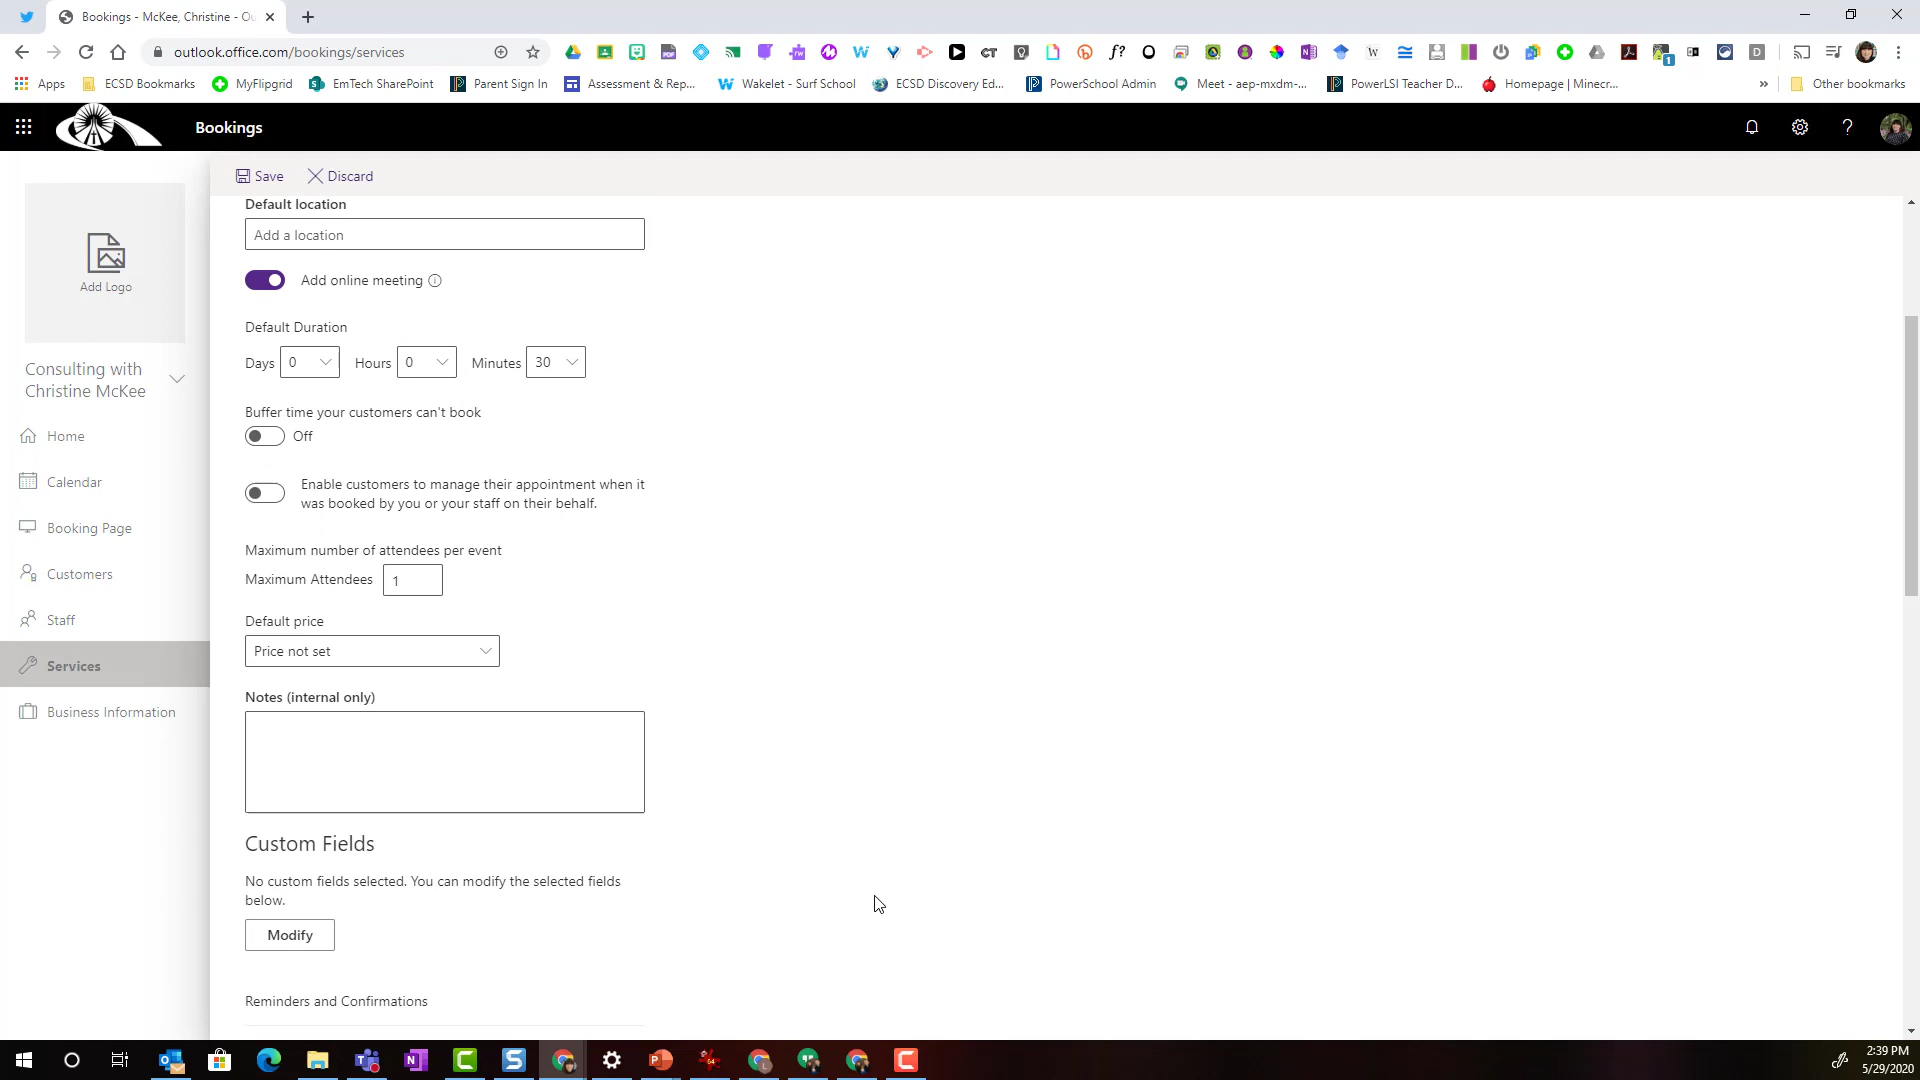 Bookings - McKee, Christine - Ou
outlook.office.com/bookings/services
Apps
ECSD Bookmarks
MyFlipgrid
EmTech SharePoint
Parent Sign In
Assessment & Rep...
Wakelet - Surf School
ECSD Discovery Ed...
PowerSchool Admin
Meet - aep-mxdm-...
PowerLSI Teacher D...
Homepage | Minecr...
»
Other bookmarks
Bookings
?
Save
Discard
Add Logo
Consulting with
Christine McKee
Home
Calendar
Booking Page
Customers
Staff
Services
Business Information
Default location
Add a location
Add online meeting
Default Duration
Days 0 Hours 0 Minutes 30
Buffer time your customers can't book
Off
Enable customers to manage their appointment when it
was booked by you or your staff on their behalf.
Maximum number of attendees per event
Maximum Attendees 1
Default price
Price not set
Notes (internal only)
Custom Fields
No custom fields selected. You can modify the selected fields
below.
Modify
Reminders and Confirmations
2:39 PM
5/29/2020